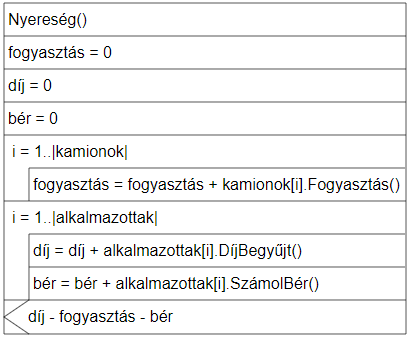 Nyereség()
fogyasztás = 0
díj = 0
bér = 0
i = 1..|kamionok|
fogyasztás = fogyasztás + kamionok[i].Fogyasztás()
i = 1..|alkalmazottak|
díj = díj + alkalmazottak[i].DíjBegyűjt()
bér = bér + alkalmazottak[i].SzámolBér()
díj - fogyasztás - bér